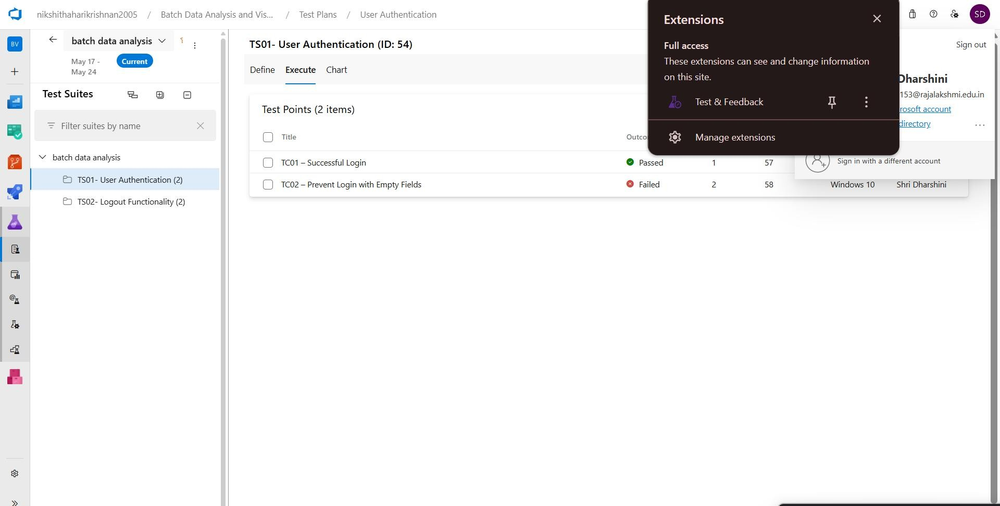 nikshithaharikrishnan2005 / Batch Data Analysis and Vis... / Test Plans / User Authentication
SD
BV
batch data analysis
May 17 -
May 24
Current
Test Suites
Filter suites by name
batch data analysis
TS01- User Authentication (2)
TS02- Logout Functionality (2)
TS01- User Authentication (ID: 54)
Define Execute Chart
Test Points (2 items)
Title Outco
TC01 – Successful Login Passed 1 57
TC02 – Prevent Login with Empty Fields Failed 2 58 Windows 10 Shri Dharshini
Extensions
Full access
These extensions can see and change information
on this site.
Test & Feedback
Manage extensions
Sign out
Dharshini
153@rajalakshmi.edu.in
rosoft account
directory
Sign in with a different account